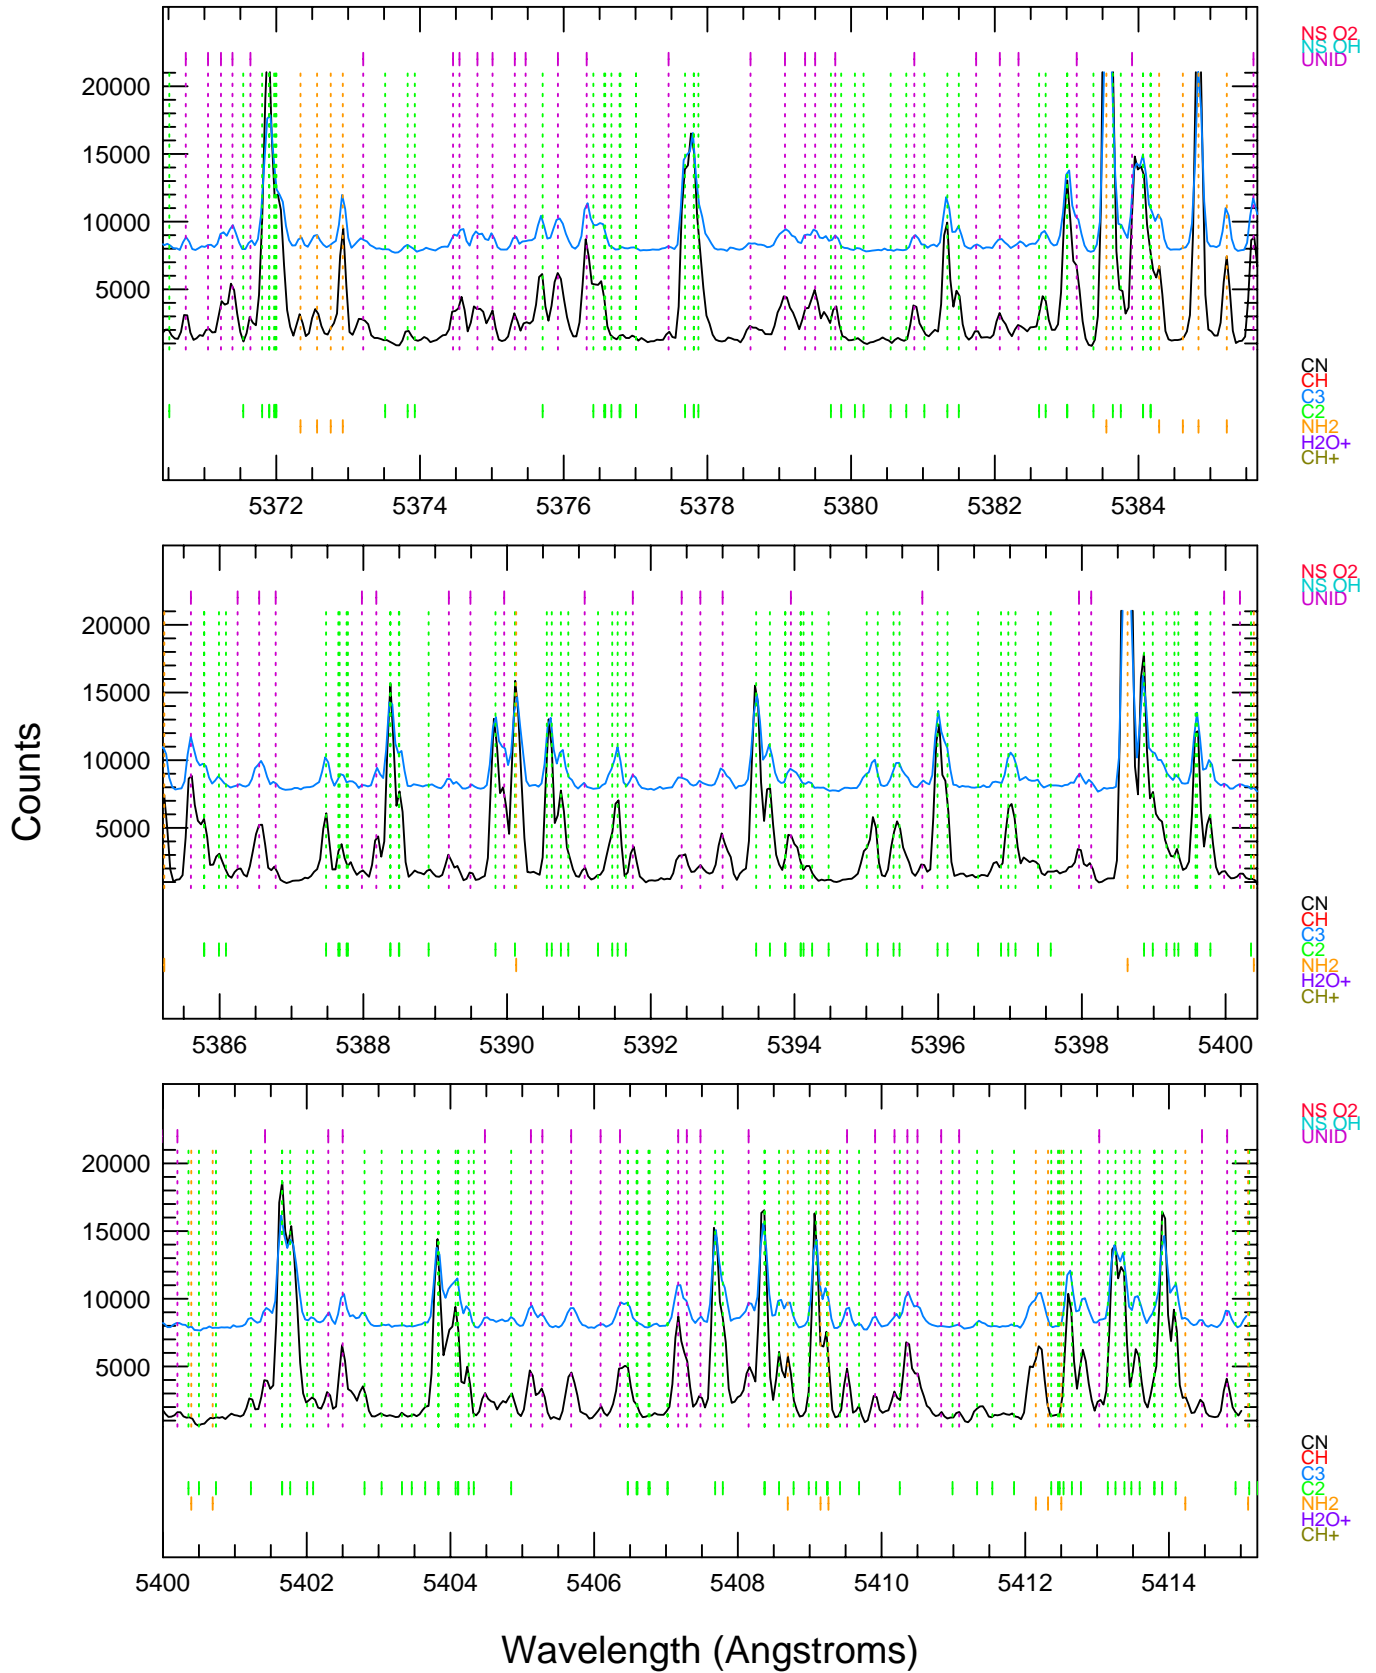 NS O2
NS OH
UNID
20000
15000
10000
5000
CN
CH
C3
C2
NH2
H2O+
CH+
5372 5374 5376 5378 5380 5382 5384
NS O2
NS OH
UNID
20000
15000
10000
5000
Counts
CN
CH
C3
C2
NH2
H2O+
CH+
5386 5388 5390 5392 5394 5396 5398 5400
NS O2
NS OH
UNID
20000
15000
10000
5000
CN
CH
C3
C2
NH2
H2O+
CH+
5400 5402 5404 5406 5408 5410 5412 5414
Wavelength (Angstroms)